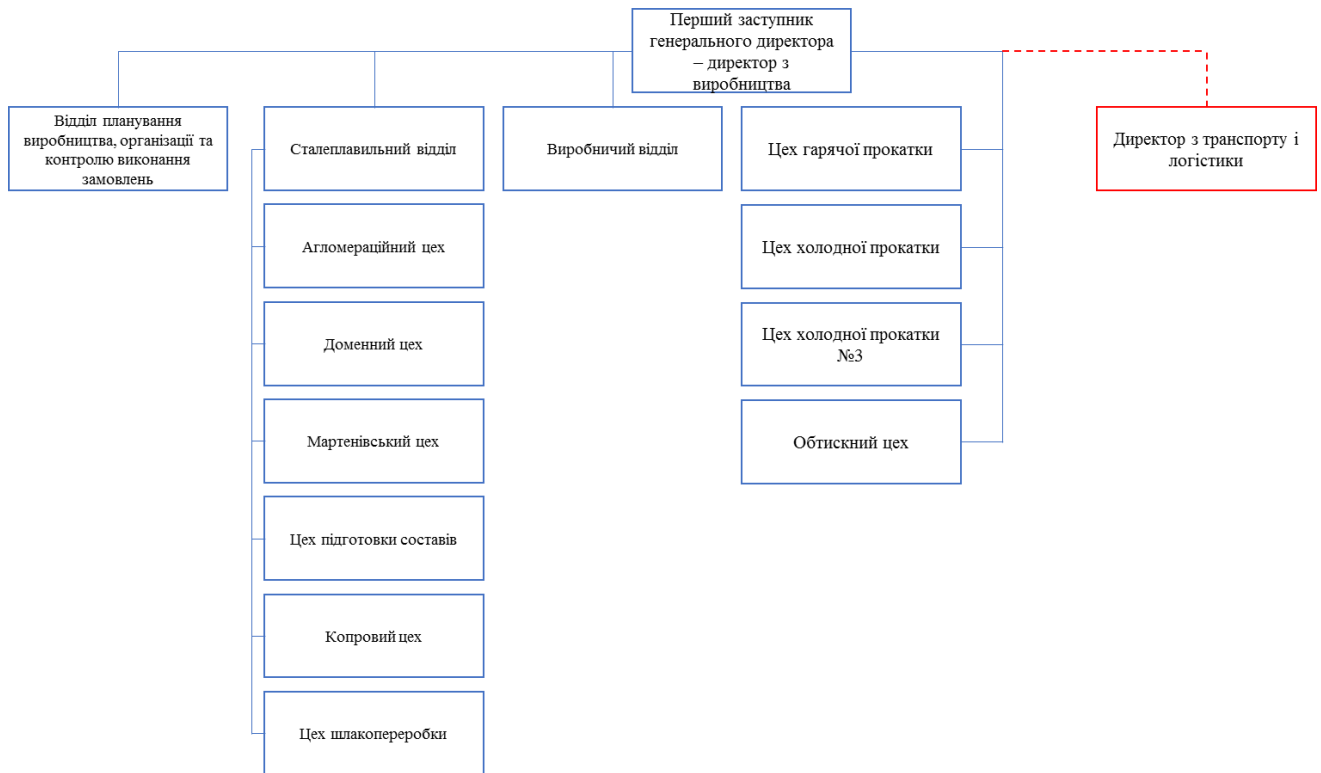 Перший заступник
генерального директора
– директор з
виробництва
Відділ планування
виробництва, організації та
контролю виконання
замовлень
Сталеплавильний відділ
Виробничий відділ
Цех гарячої прокатки
Директор з транспорту і
логістики
Агломераційний цех
Цех холодної прокатки
Доменний цех
Цех холодної прокатки
№3
Мартенівський цех
Обтискний цех
Цех підготовки составів
Копровий цех
Цех шлакопереробки